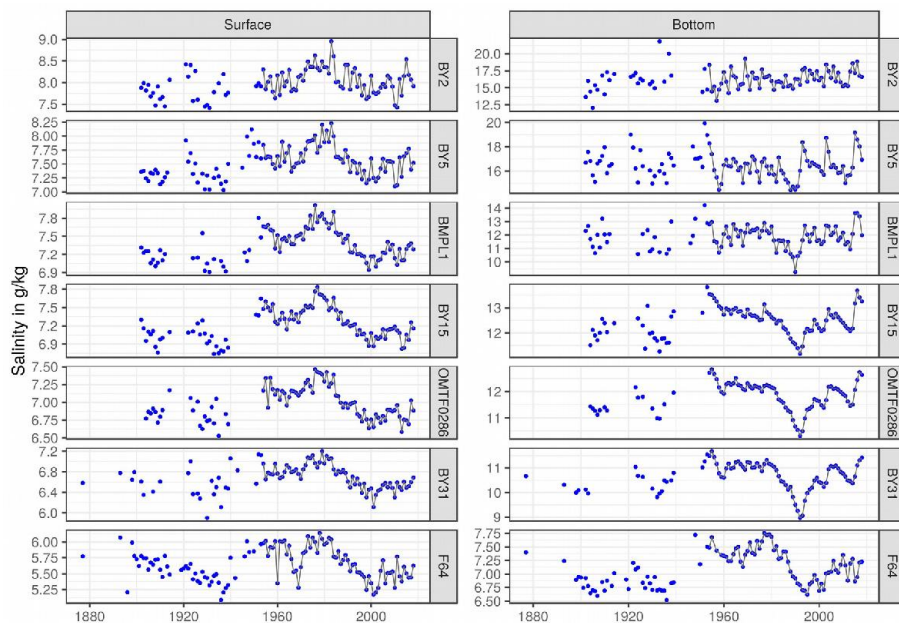 Surface
Bottom
Salinity in g/kg
9.0
8.5
8.0
7.5
BY2
20.0
17.5
15.0
12.5
BY2
8.25
8.00
7.75
7.50
7.25
7.00
BY5
20
18
16
BY5
7.8
7.5
7.2
6.9
BMPL1
14
13
12
11
10
BMPL1
7.8
7.5
7.2
6.9
BY15
13
12
BY15
7.50
7.25
7.00
6.75
6.50
OMTF0286
12
11
OMTF0286
7.2
6.8
6.4
6.0
BY31
11
10
9
BY31
6.00
5.75
5.50
5.25
F64
7.75
7.50
7.25
7.00
6.75
6.50
F64
1880 1920 1960 2000
1880 1920 1960 2000